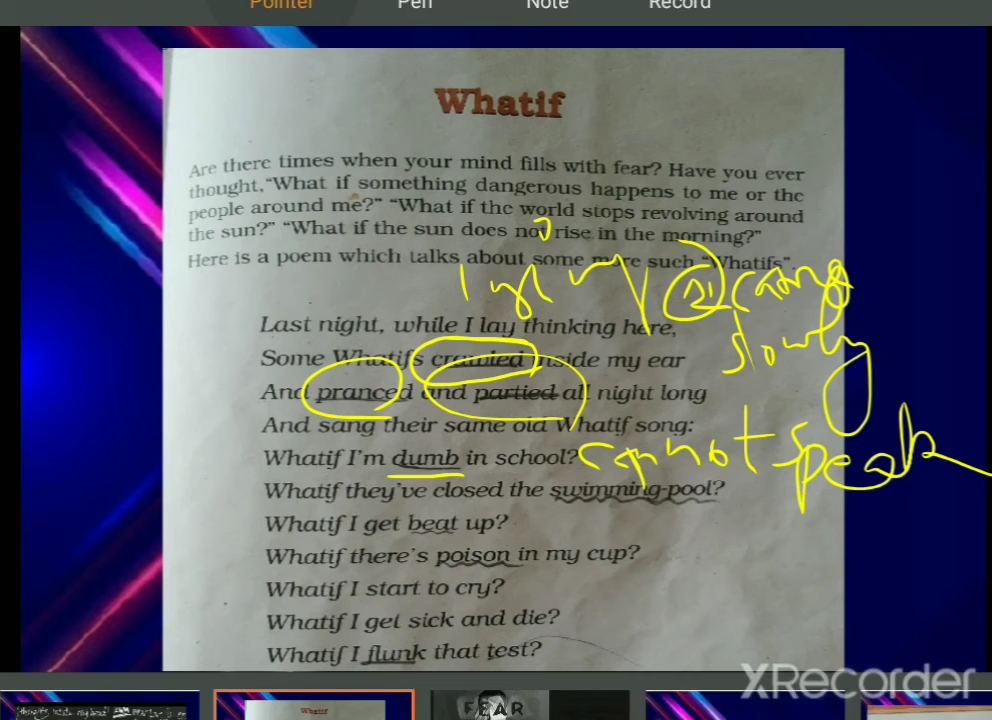 Pointer Pen Note Record
Whatif
Are there times when your mind fills with fear? Have you ever
thought, "What if something dangerous happens to me or the
people around me?" "What if the world stops revolving around
the sun?" "What if the sun does not rise in the morning?"
Here is a poem which talks about some more such "Whatifs".
Last night, while I lay thinking here,
Some Whatifs crawled inside my ear
slowly
And pranced and partied all night long
And sang their same old Whatif song:
Whatif I'm dumb in school? cannot speak
Whatif they've closed the swimming-pool?
Whatif I get beat up?
Whatif there's poison in my cup?
Whatif I start to cry?
Whatif I get sick and die?
Whatif I flunk that test?
XRecorder
Whatif
FEAR